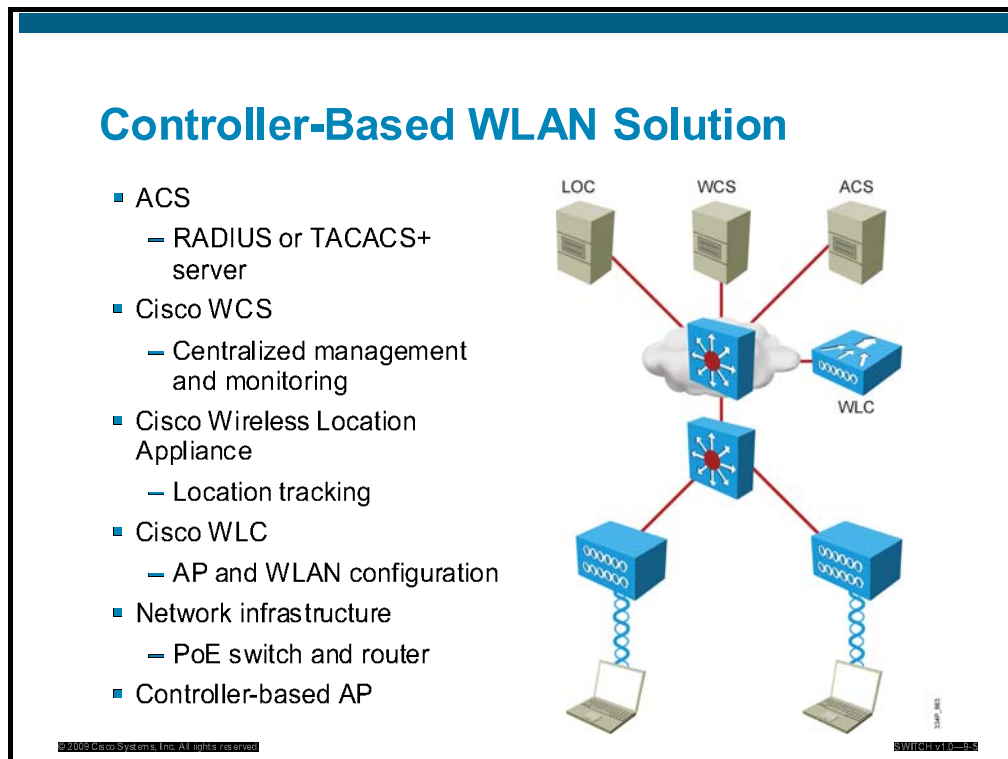 Controller-Based WLAN Solution
ACS
– RADIUS or TACACS+
server
Cisco WCS
– Centralized management
and monitoring
Cisco Wireless Location
Appliance
– Location tracking
Cisco WLC
– AP and WLAN configuration
Network infrastructure
– PoE switch and router
Controller-based AP
LOC
WCS
ACS
WLC
334P_863
© 2009 Cisco Systems, Inc. All rights reserved.
SWITCH v1.0—9-5